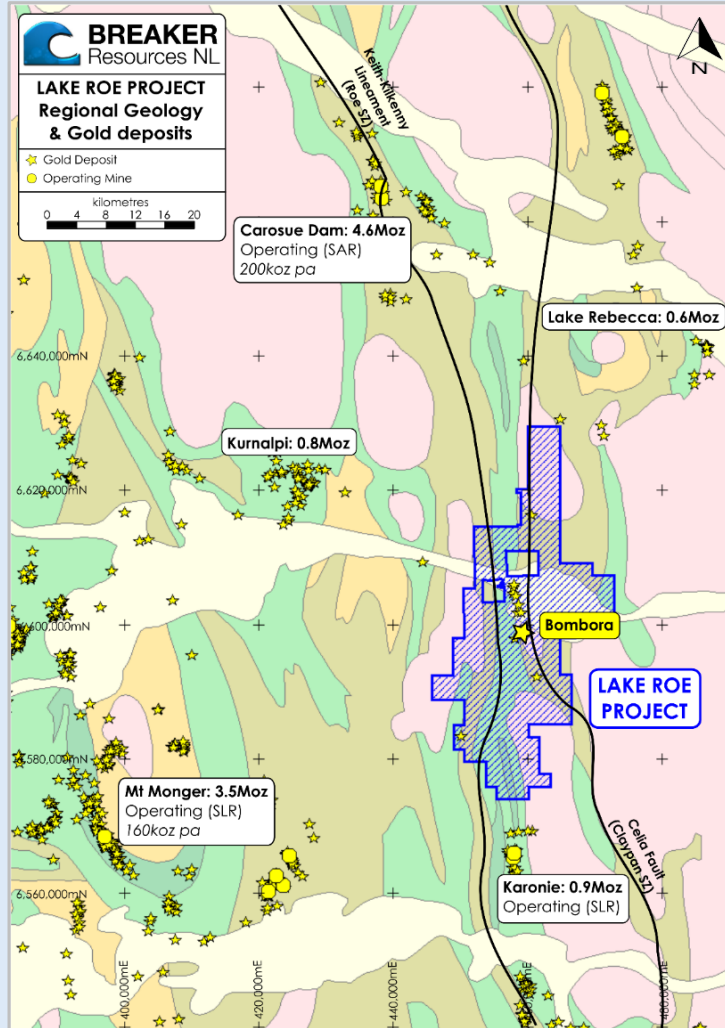 BREAKER
Resources NL
LAKE ROE PROJECT
Regional Geology
& Gold deposits
Gold Deposit
Operating Mine
kilometres
0 4 8 12 16 20
N
Keith-Kilkenny
Lineament
(Roe SZ)
Carosue Dam: 4.6Moz
Operating (SAR)
200koz pa
Lake Rebecca: 0.6Moz
6,640,000mN
Kurnalpi: 0.8Moz
6,620,000mN
6,600,000mN
Bombora
LAKE ROE
PROJECT
6,580,000mN
Mt Monger: 3.5Moz
Operating (SLR)
160koz pa
Celia Fault
(Claypan SZ)
Karonie: 0.9Moz
Operating (SLR)
6,560,000mN
400,000mE
420,000mE
440,000mE
480,000mE